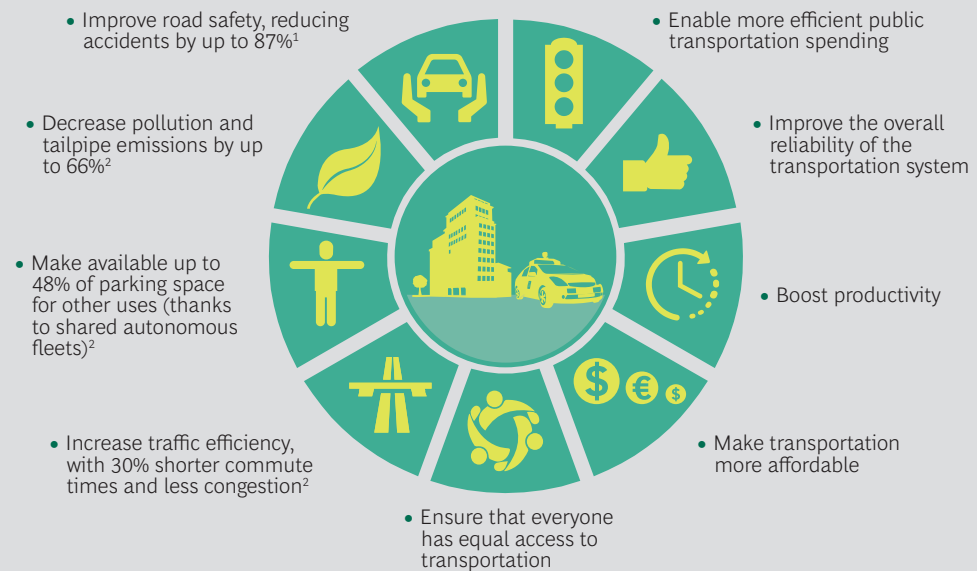 • Improve road safety, reducing
accidents by up to 87%¹
• Enable more efficient public
transportation spending
• Decrease pollution and
tailpipe emissions by up
to 66%²
• Improve the overall
reliability of the
transportation system
• Make available up to
48% of parking space
for other uses (thanks
to shared autonomous
fleets)²
• Boost productivity
$ € $
• Increase traffic efficiency,
with 30% shorter commute
times and less congestion²
• Make transportation
more affordable
• Ensure that everyone
has equal access to
transportation